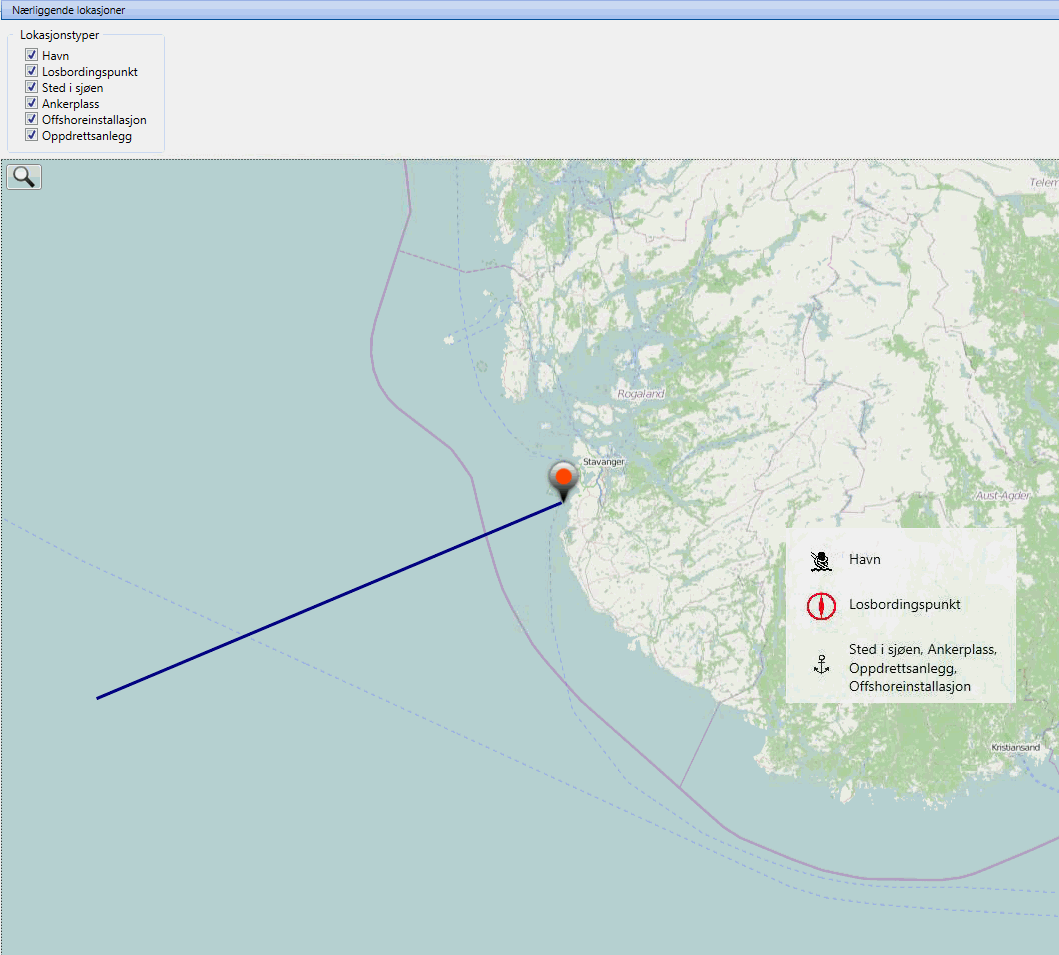 Nærliggende lokasjoner
Lokasjonstyper
Havn
Losbordingspunkt
Sted i sjøen
Ankerplass
Offshoreinstallasjon
Oppdrettsanlegg
Telem
Rogaland
Stavanger
Aust-Agder
Havn
Losbordingspunkt
Sted i sjøen, Ankerplass,
Oppdrettsanlegg,
Offshoreinstallasjon
Kristiansand